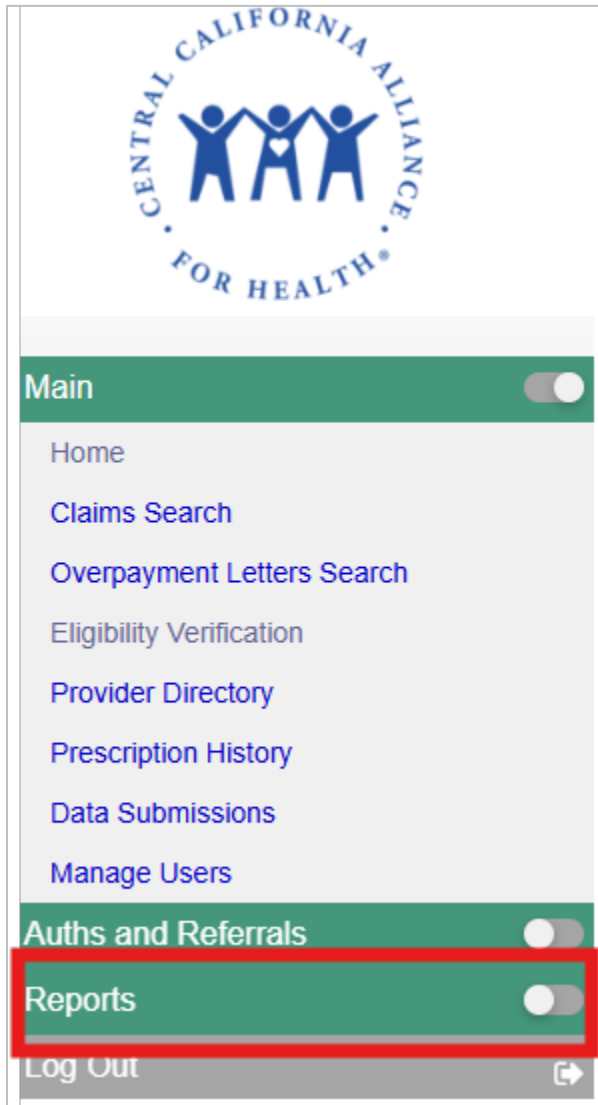 CENTRAL CALIFORNIA ALLIANCE
FOR HEALTH®
Main
Home
Claims Search
Overpayment Letters Search
Eligibility Verification
Provider Directory
Prescription History
Data Submissions
Manage Users
Auths and Referrals
Reports
Log Out